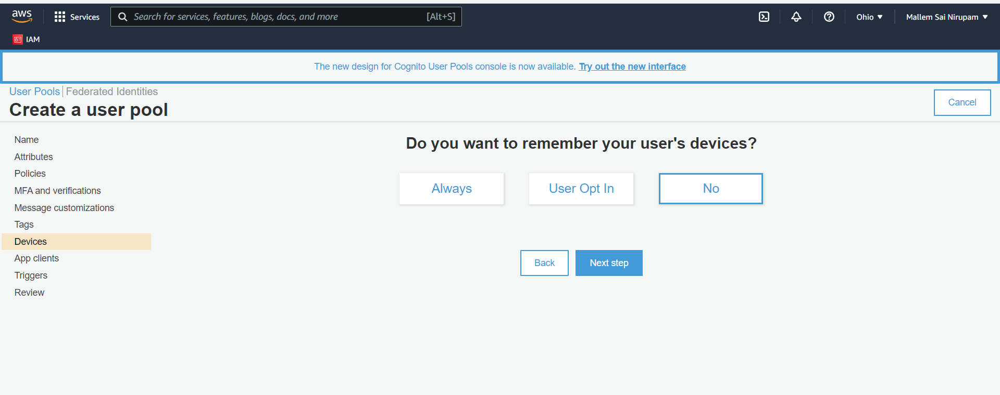 aws
Services
Search for services, features, blogs, docs, and more [Alt+S]
Ohio ▼
Mallem Sai Nirupam ▼
IAM
The new design for Cognito User Pools console is now available. Try out the new interface
User Pools | Federated Identities
Create a user pool
Cancel
Name
Attributes
Policies
MFA and verifications
Message customizations
Tags
Devices
App clients
Triggers
Review
Do you want to remember your user's devices?
Always
User Opt In
No
Back
Next step